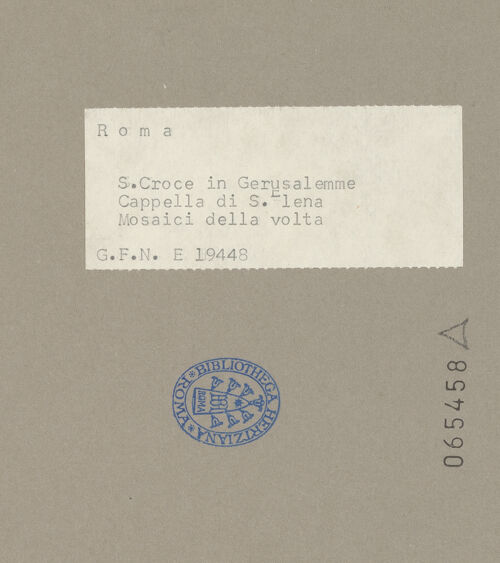 R o m a
S.Croce in Gerusalemme
Cappella di S.Elena
Mosaici della volta
G.F.N. E 19448
*BIBLIOTHECA HERTZIANA*ROMA
ROMA
065458